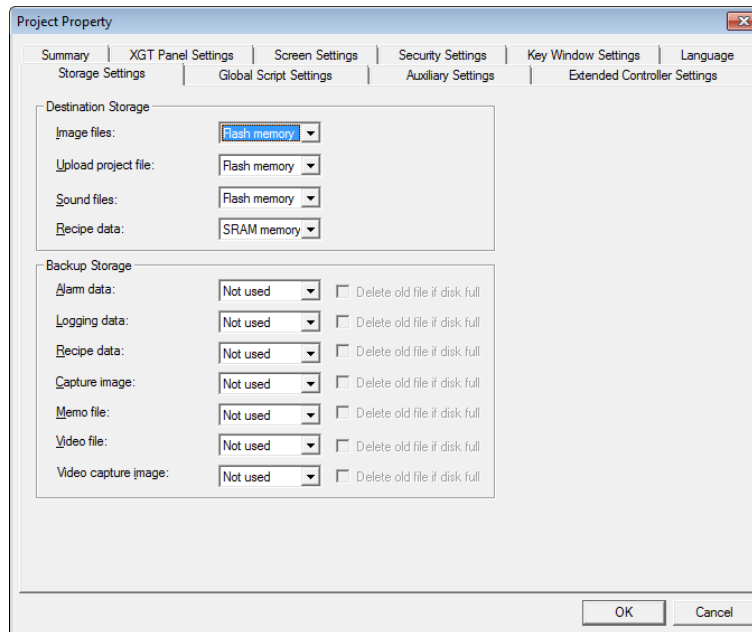 Project Property
Summary XGT Panel Settings Screen Settings Security Settings Key Window Settings Language
Storage Settings Global Script Settings Auxiliary Settings Extended Controller Settings
Destination Storage
Image files: Flash memory
Upload project file: Flash memory
Sound files: Flash memory
Recipe data: SRAM memory
Backup Storage
Alarm data: Not used Delete old file if disk full
Logging data: Not used Delete old file if disk full
Recipe data: Not used Delete old file if disk full
Capture image: Not used Delete old file if disk full
Memo file: Not used Delete old file if disk full
Video file: Not used Delete old file if disk full
Video capture image: Not used Delete old file if disk full
OK Cancel